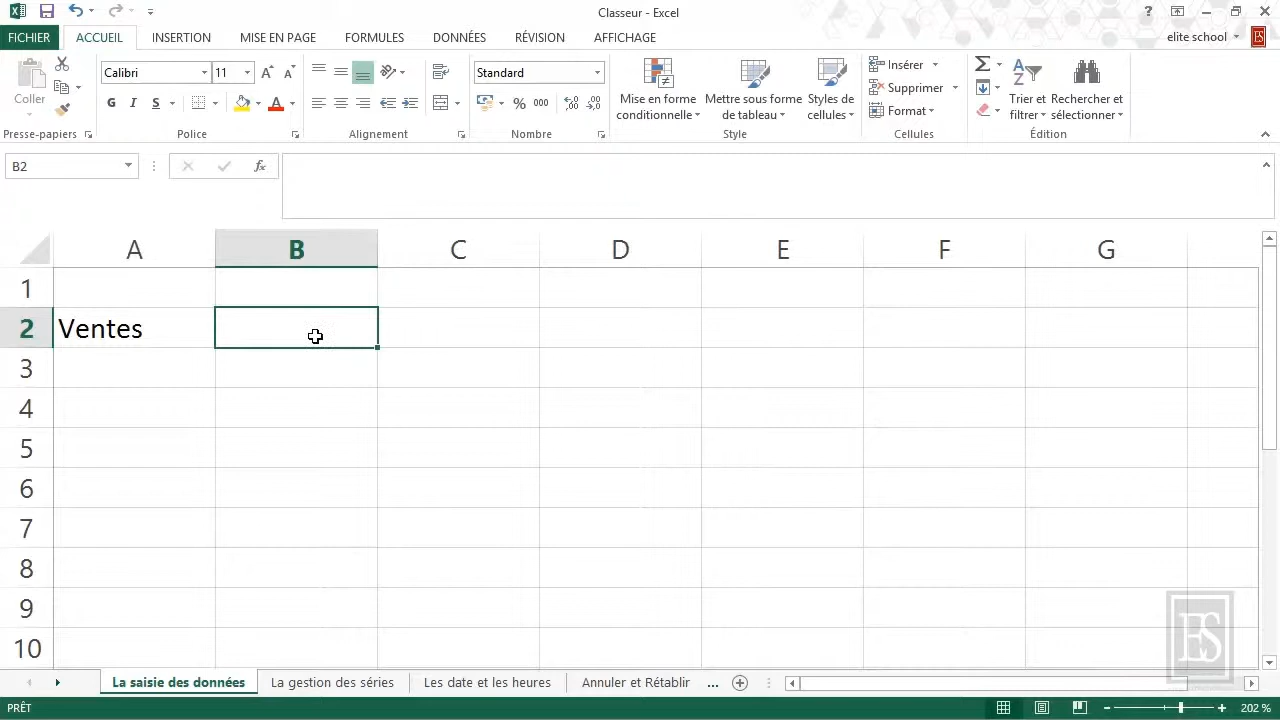 Classeur - Excel
FICHIER ACCUEIL INSERTION MISE EN PAGE FORMULES DONNÉES RÉVISION AFFICHAGE elite school ES
Coller
Presse-papiers
Calibri 11
G I S A
Police
Alignement
Standard
% 000
Nombre
Mise en forme conditionnelle
Mettre sous forme de tableau
Styles de cellules
Style
Insérer
Supprimer
Format
Cellules
Trier et filtrer
Rechercher et sélectionner
Édition
B2 fx
A B C D E F G
1
2 Ventes
3
4
5
6
7
8
9
10
ES
La saisie des données La gestion des séries Les date et les heures Annuler et Rétablir ...
PRÊT 202 %